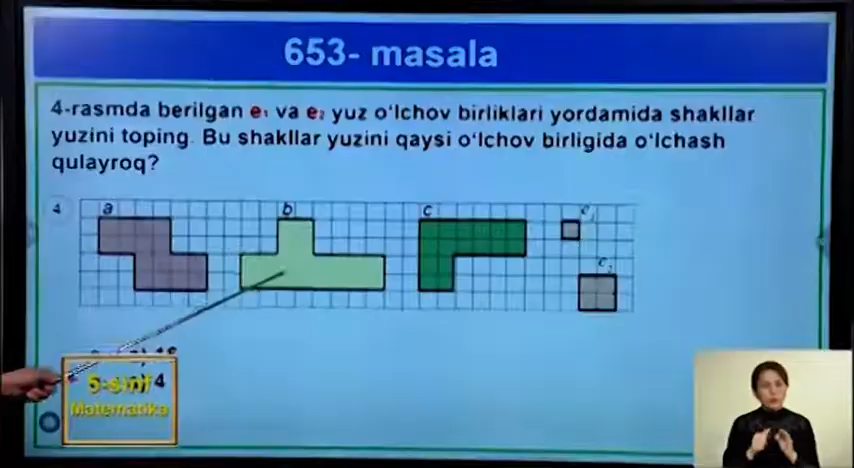 653- masala
4-rasmda berilgan e₁ va e₂ yuz o‘lchov birliklari yordamida shakllar
yuzini toping. Bu shakllar yuzini qaysi o‘lchov birligida o‘lchash
qulayroq?
4 a b c e₁
e₂
5-sinf 4
Matematika